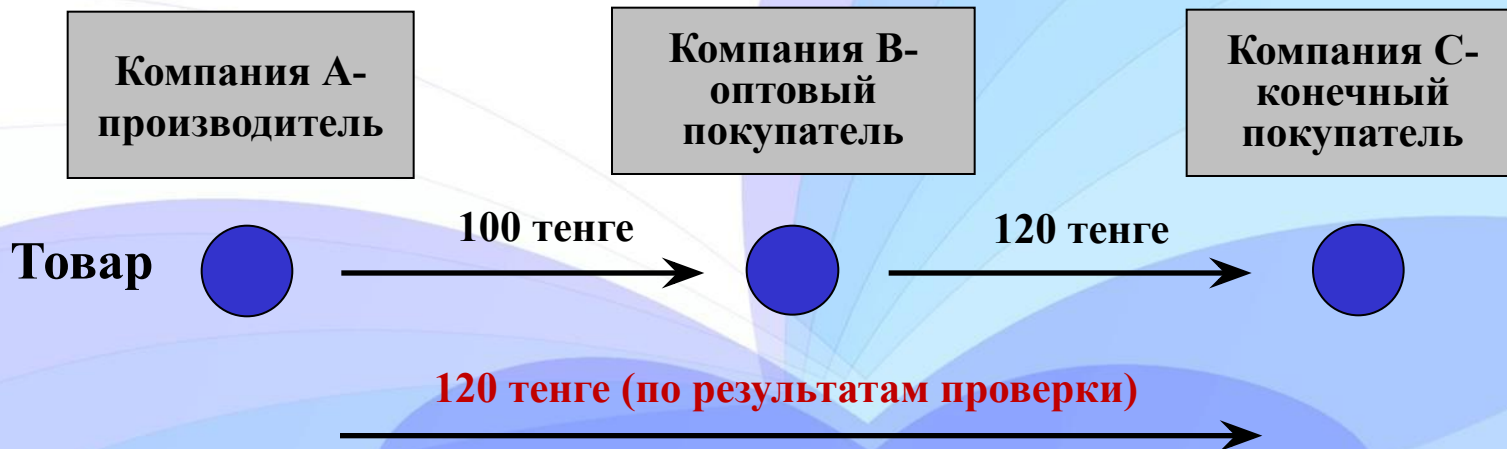 Компания А-
производитель
Компания В-
оптовый
покупатель
Компания С-
конечный
покупатель
Товар
100 тенге
120 тенге
120 тенге (по результатам проверки)